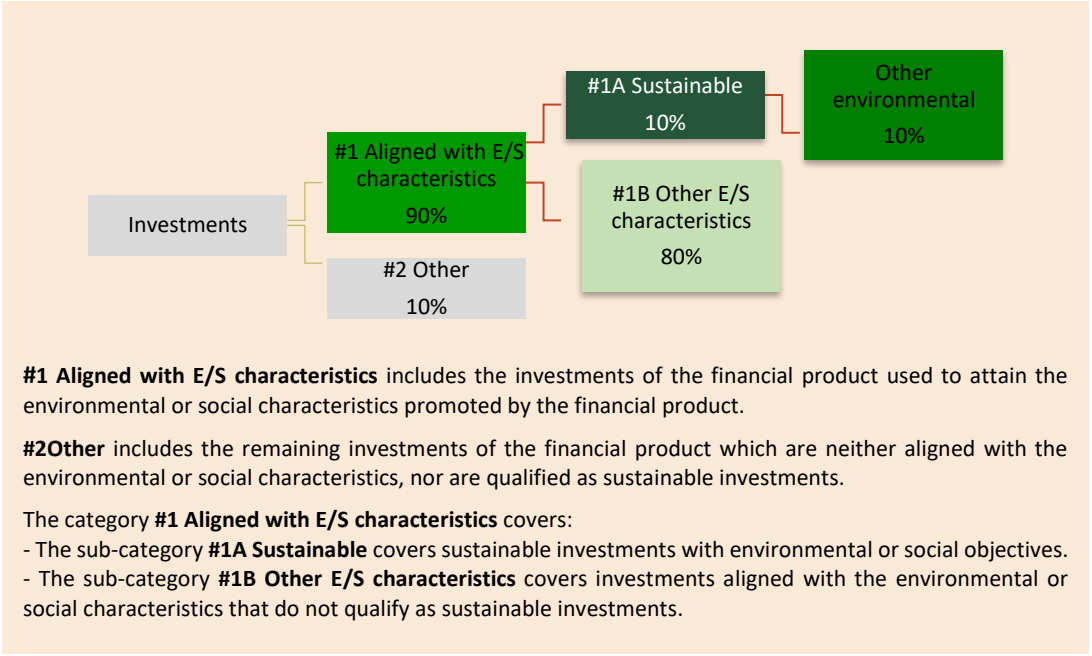 Investments
#1 Aligned with E/S
characteristics
90%
#2 Other
10%
#1A Sustainable
10%
#1B Other E/S
characteristics
80%
Other
environmental
10%
#1 Aligned with E/S characteristics includes the investments of the financial product used to attain the
environmental or social characteristics promoted by the financial product.
#2Other includes the remaining investments of the financial product which are neither aligned with the
environmental or social characteristics, nor are qualified as sustainable investments.
The category #1 Aligned with E/S characteristics covers:
- The sub-category #1A Sustainable covers sustainable investments with environmental or social objectives.
- The sub-category #1B Other E/S characteristics covers investments aligned with the environmental or
social characteristics that do not qualify as sustainable investments.